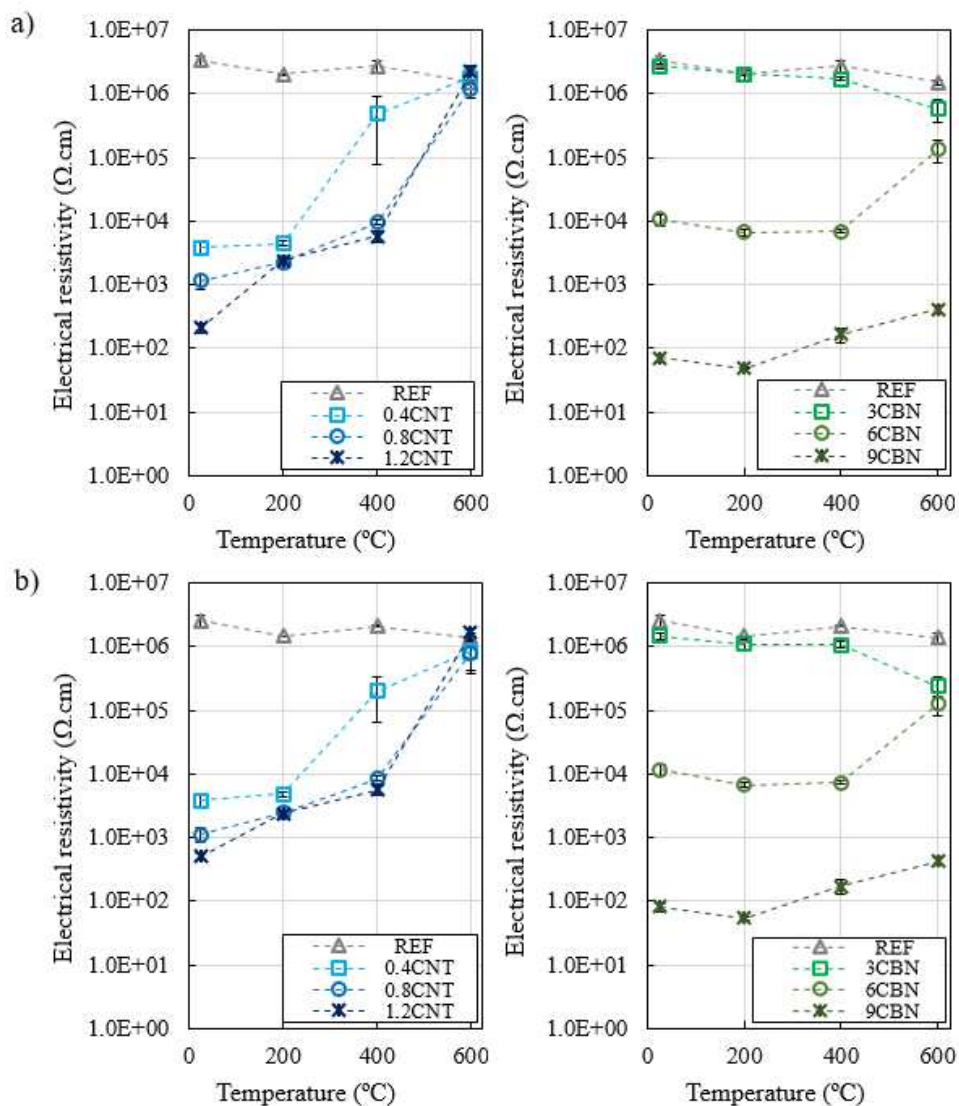 a)
Electrical resistivity (Ω.cm)
1.0E+07
1.0E+06
1.0E+05
1.0E+04
1.0E+03
1.0E+02
1.0E+01
1.0E+00
REF
0.4CNT
0.8CNT
1.2CNT
0 200 400 600
Temperature (ºC)
Electrical resistivity (Ω.cm)
1.0E+07
1.0E+06
1.0E+05
1.0E+04
1.0E+03
1.0E+02
1.0E+01
1.0E+00
REF
3CBN
6CBN
9CBN
0 200 400 600
Temperature (ºC)
b)
Electrical resistivity (Ω.cm)
1.0E+07
1.0E+06
1.0E+05
1.0E+04
1.0E+03
1.0E+02
1.0E+01
1.0E+00
REF
0.4CNT
0.8CNT
1.2CNT
0 200 400 600
Temperature (ºC)
Electrical resistivity (Ω.cm)
1.0E+07
1.0E+06
1.0E+05
1.0E+04
1.0E+03
1.0E+02
1.0E+01
1.0E+00
REF
3CBN
6CBN
9CBN
0 200 400 600
Temperature (ºC)